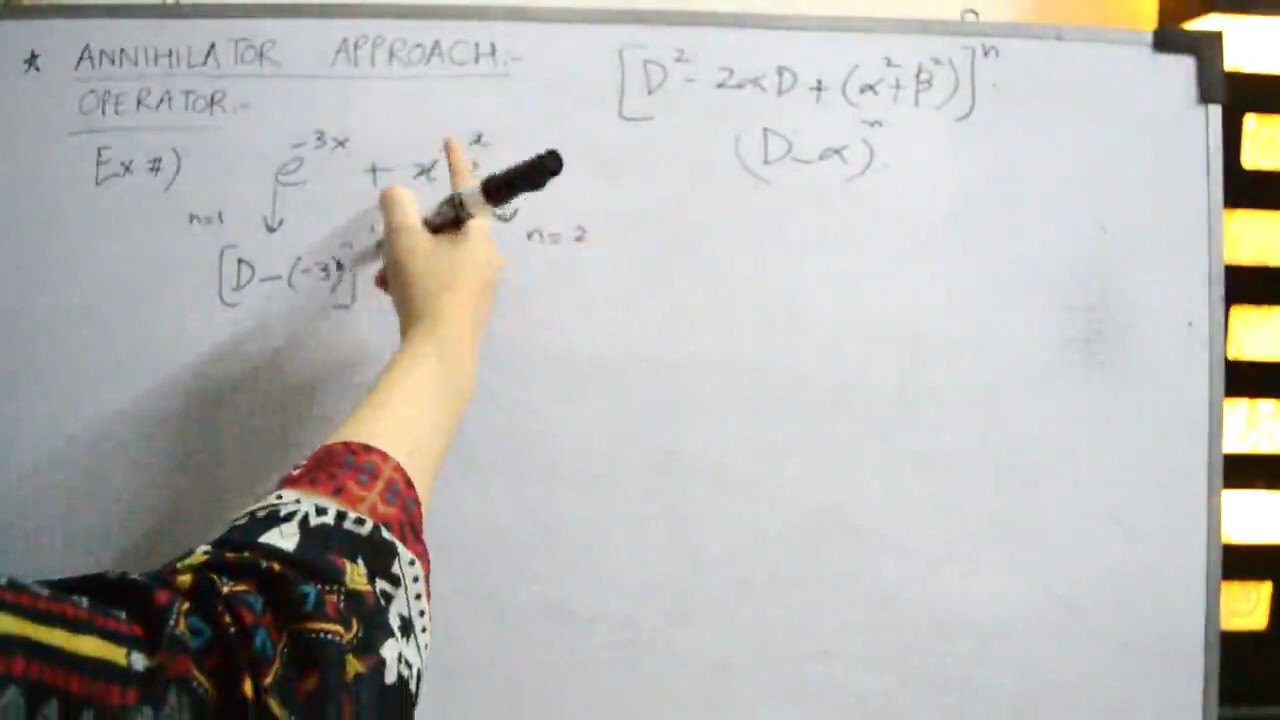 * ANNIHILATOR APPROACH:-
OPERATOR:-
[D² - 2αD + (α² + β²)]ⁿ
(D - α)ⁿ
Ex #) e⁻³ˣ + x
n=1
n=2
[D - (-3)]